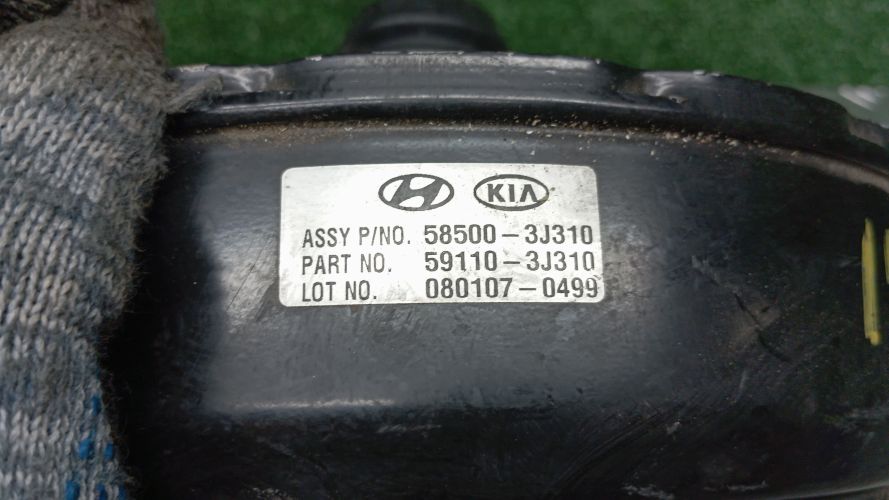 KIA
ASSY P/NO. 58500-3J310
PART NO. 59110-3J310
LOT NO. 080107-0499